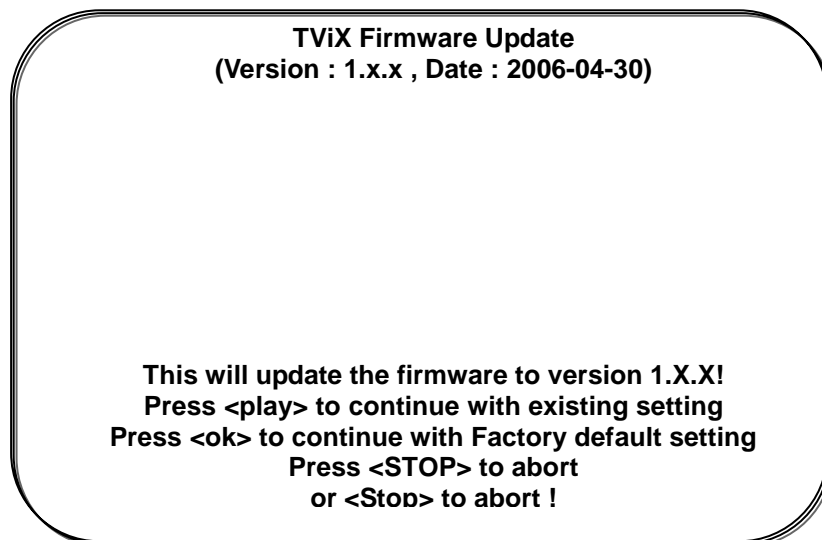 TViX Firmware Update
(Version : 1.x.x , Date : 2006-04-30)
This will update the firmware to version 1.X.X!
Press <play> to continue with existing setting
Press <ok> to continue with Factory default setting
Press <STOP> to abort
or <Stop> to abort !